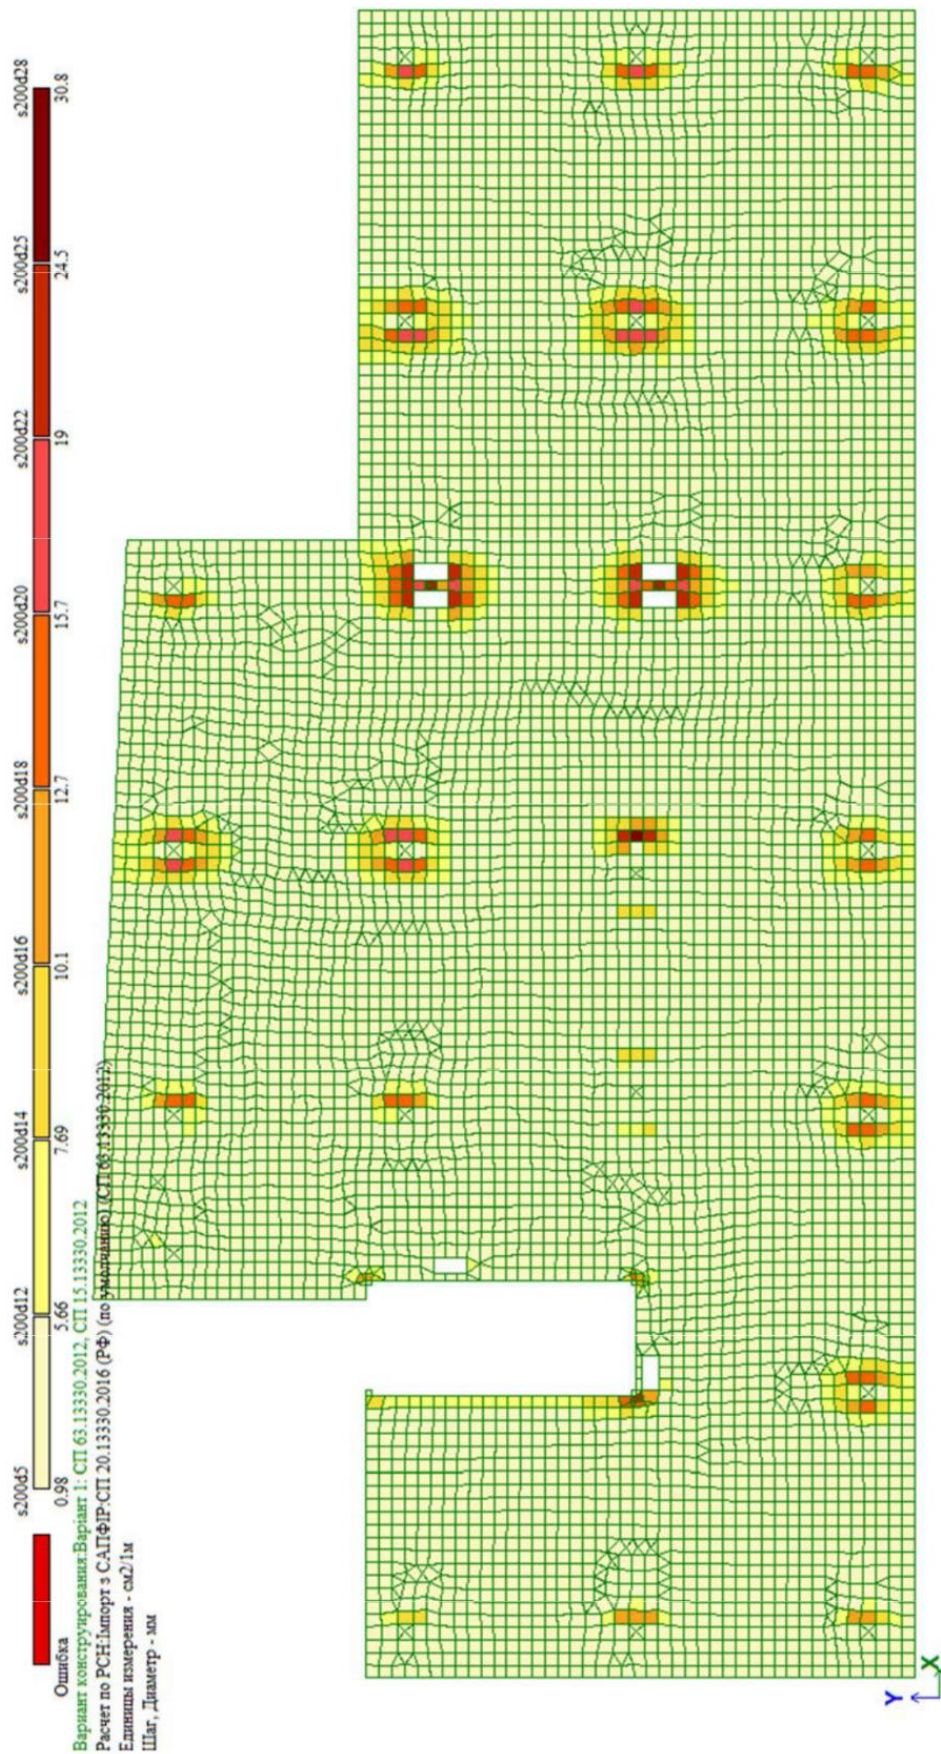 s200d5 s200d12 s200d14 s200d16 s200d18 s200d20 s200d22 s200d25 s200d28
Ошибка 0.98 5.66 7.69 10.1 12.7 15.7 19 24.5 30.8
Вариант конструирования:Варіант 1: СП 63.13330.2012, СП 15.13330.2012
Расчет по РСН:Імпорт з САПФІР:СП 20.13330.2016 (РФ) (по умолчанию) (СП 63.13330.2012)
Единицы измерения - см2/1м
Шаг, Диаметр - мм
Y
X